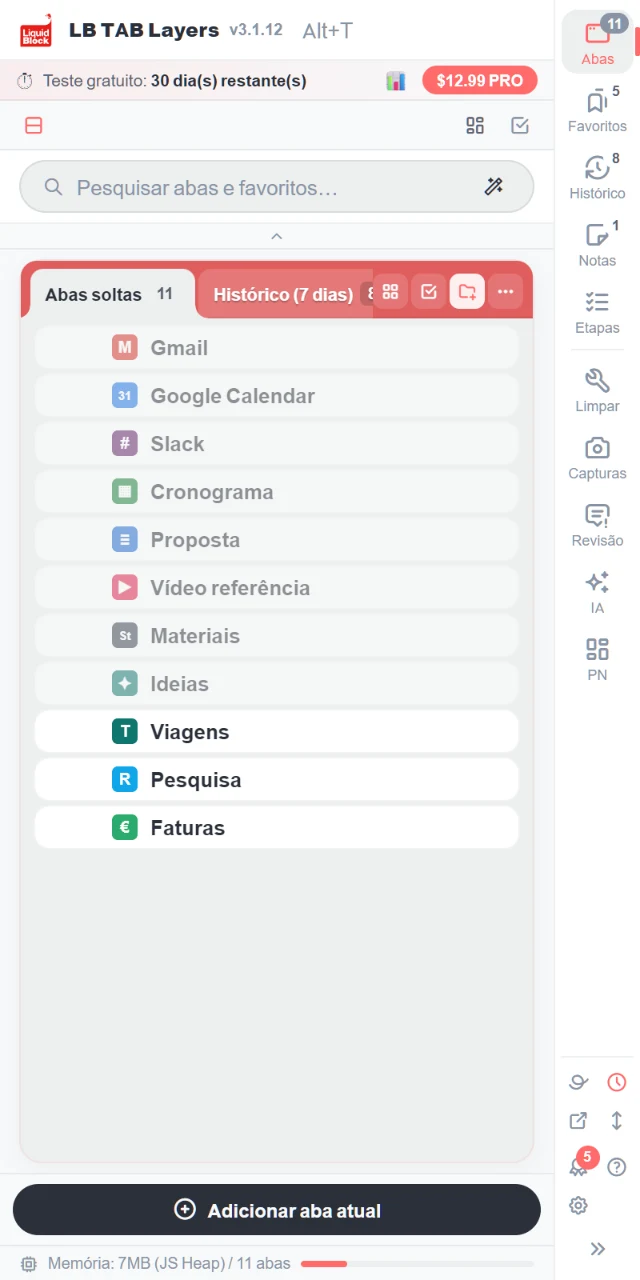 Liquid Block
LB TAB Layers v3.1.12 Alt+T
Teste gratuito: 30 dia(s) restante(s)
$12.99 PRO
Pesquisar abas e favoritos…
Abas soltas 11
Histórico (7 dias)
M Gmail
31 Google Calendar
# Slack
Cronograma
Proposta
Vídeo referência
St Materiais
Ideias
T Viagens
R Pesquisa
€ Faturas
Adicionar aba atual
Memória: 7MB (JS Heap) / 11 abas
11
Abas
5
Favoritos
8
Histórico
1
Notas
Etapas
Limpar
Capturas
Revisão
IA
PN
5